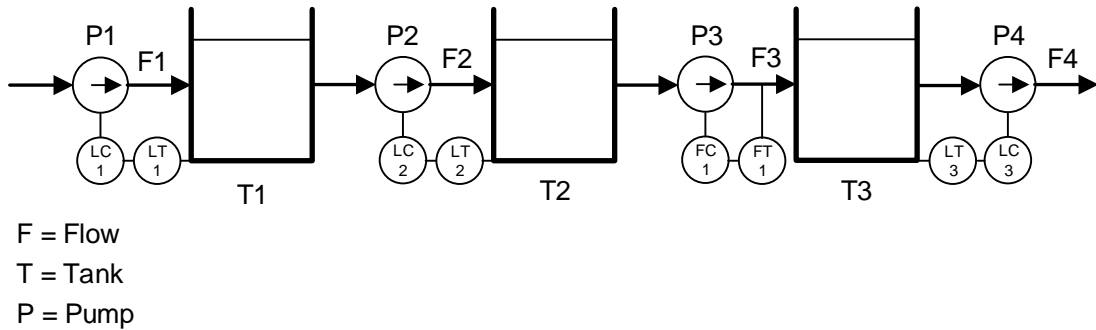 P1
F1
P2
F2
P3
F3
P4
F4
LC
1
LT
1
LC
2
LT
2
FC
1
FT
1
LT
3
LC
3
T1
T2
T3
F = Flow
T = Tank
P = Pump